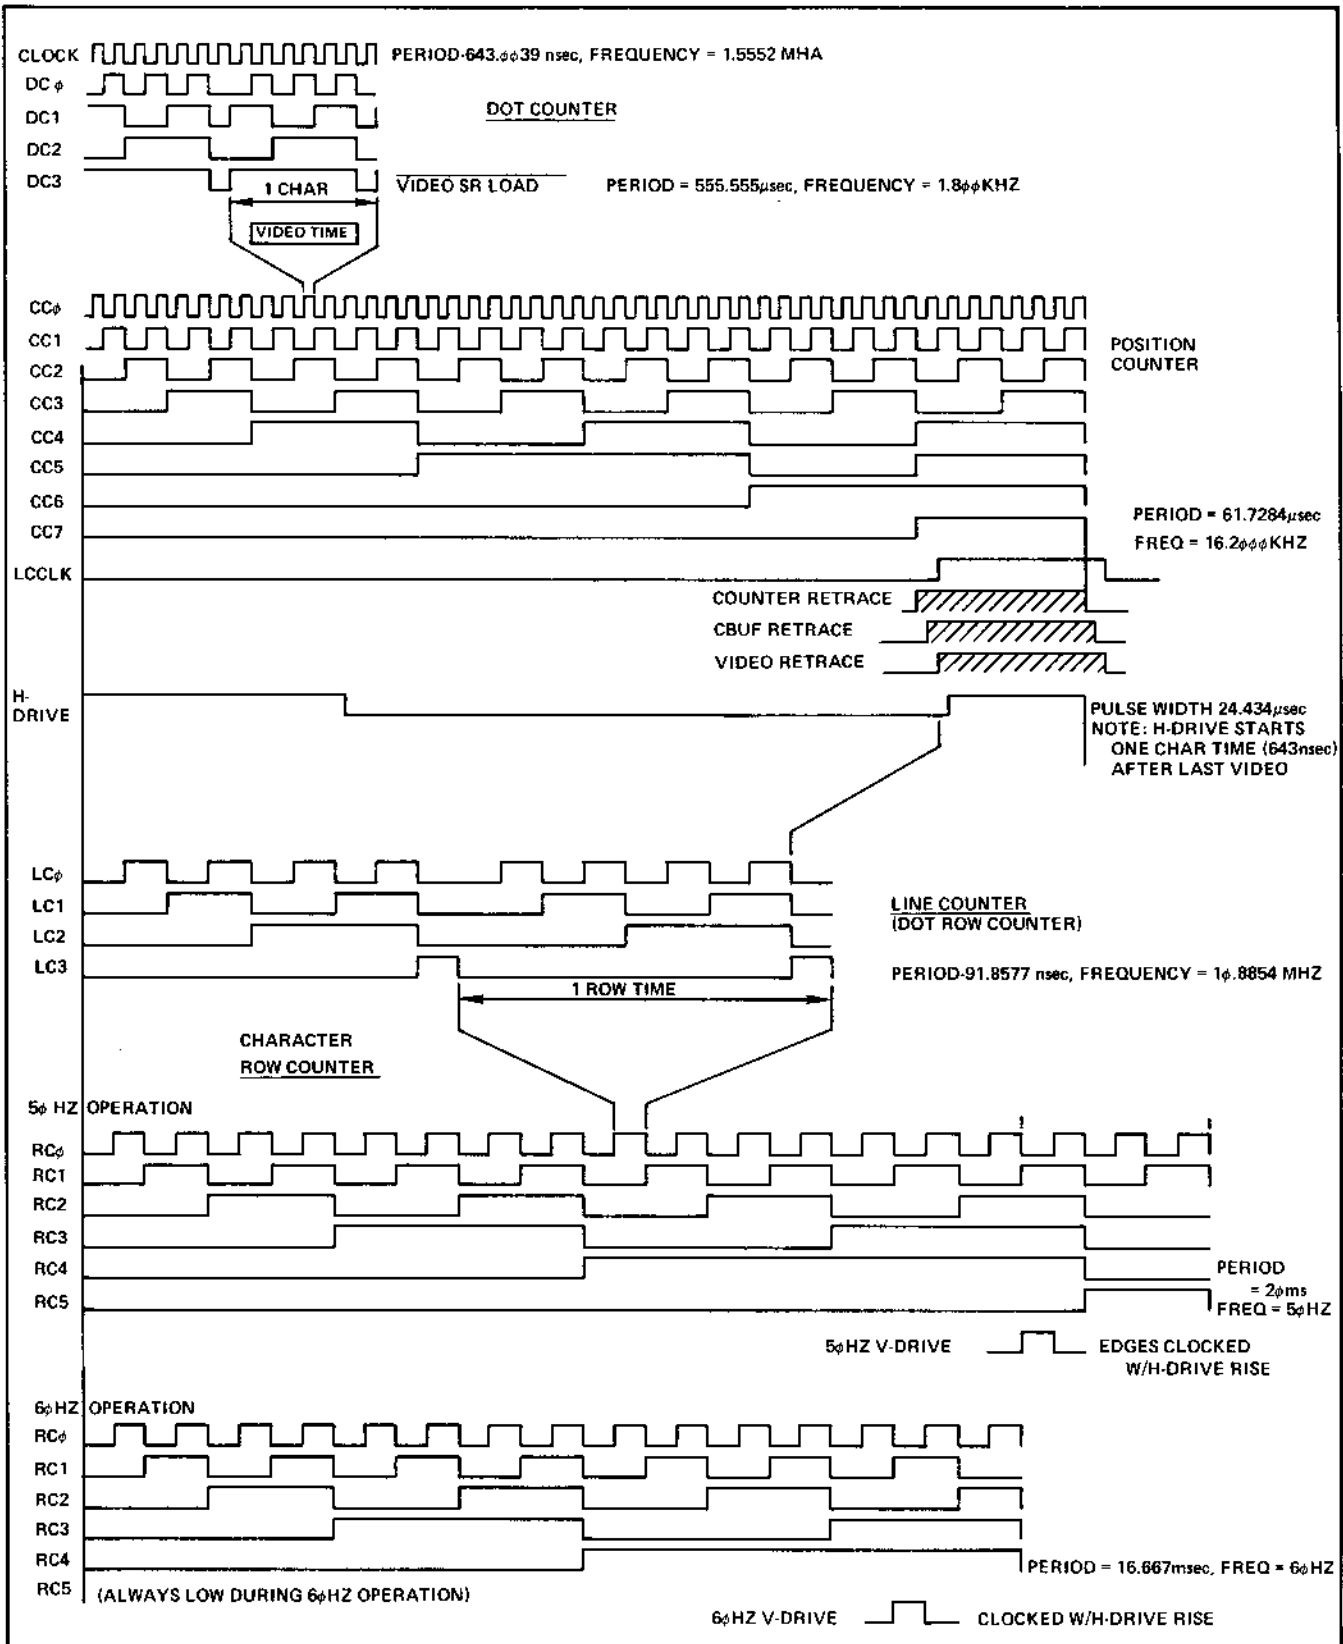 CLOCK PERIOD-643.ϕϕ39 nsec, FREQUENCY = 1.5552 MHA
DC ϕ
DC1 DOT COUNTER
DC2
DC3 1 CHAR VIDEO SR LOAD PERIOD = 555.555μsec, FREQUENCY = 1.8ϕϕKHZ
VIDEO TIME
CCϕ
CC1 POSITION
CC2 COUNTER
CC3
CC4
CC5
CC6
CC7 PERIOD = 61.7284μsec
FREQ = 16.2ϕϕϕKHZ
LCCLK
COUNTER RETRACE
CBUF RETRACE
VIDEO RETRACE
H-
DRIVE
PULSE WIDTH 24.434μsec
NOTE: H-DRIVE STARTS
ONE CHAR TIME (643nsec)
AFTER LAST VIDEO
LCϕ
LC1 LINE COUNTER
(DOT ROW COUNTER)
LC2
LC3 PERIOD-91.8577 nsec, FREQUENCY = 1ϕ.8854 MHZ
1 ROW TIME
CHARACTER
ROW COUNTER
5ϕ HZ OPERATION
RCϕ
RC1
RC2
RC3
RC4 PERIOD
= 2ϕms
RC5 FREQ = 5ϕHZ
5ϕHZ V-DRIVE EDGES CLOCKED
W/H-DRIVE RISE
6ϕHZ OPERATION
RCϕ
RC1
RC2
RC3
RC4 PERIOD = 16.667msec, FREQ = 6ϕHZ
RC5 (ALWAYS LOW DURING 6ϕHZ OPERATION)
6ϕHZ V-DRIVE CLOCKED W/H-DRIVE RISE